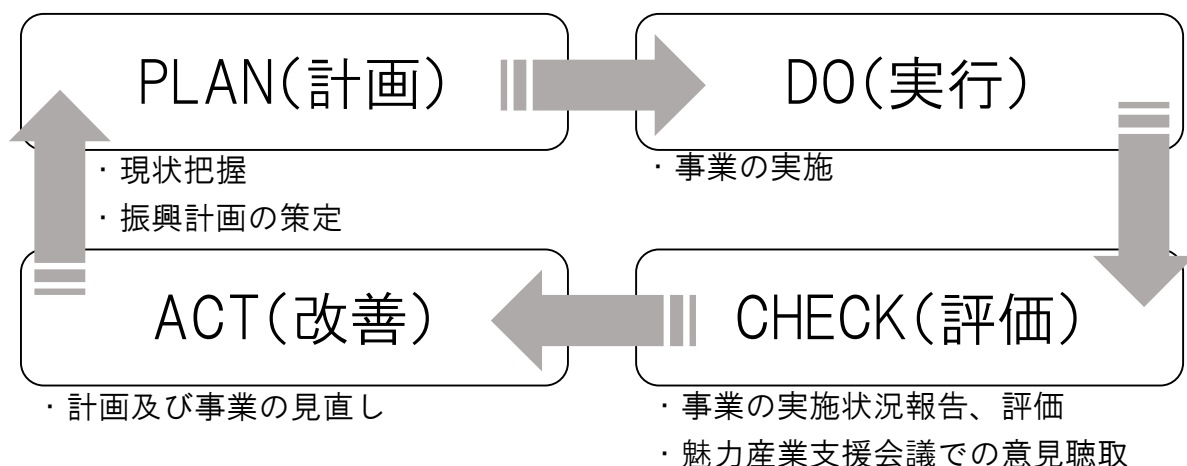 PLAN(計画)
・現状把握
・振興計画の策定
DO(実行)
・事業の実施
CHECK(評価)
・事業の実施状況報告、評価
・魅力産業支援会議での意見聴取
ACT(改善)
・計画及び事業の見直し